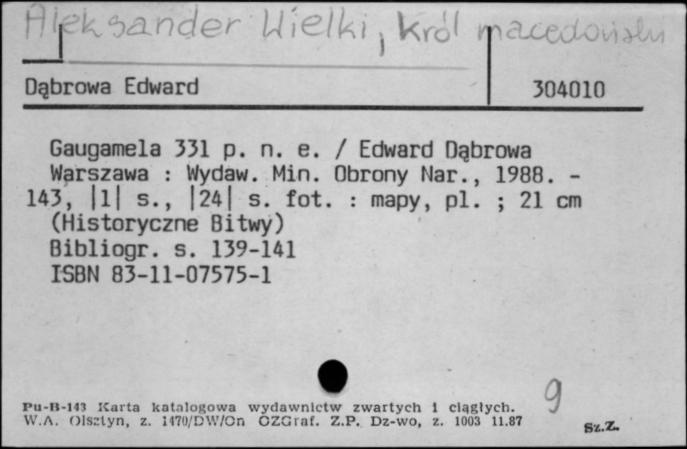 Aleksander Wielki, król macedoński
Dąbrowa Edward 304010
Gaugamela 331 p. n. e. / Edward Dąbrowa
Warszawa : Wydaw. Min. Obrony Nar., 1988. -
143, |1| s., |24| s. fot. : mapy, pl. ; 21 cm
(Historyczne Bitwy)
Bibliogr. s. 139-141
ISBN 83-11-07575-1
9
Pu-B-143 Karta katalogowa wydawnictw zwartych i ciągłych.
W.A. Olsztyn, z. 1470/DW/On OZGraf. Z.P. Dz-wo, z. 1003 11.87
Sz.Z.